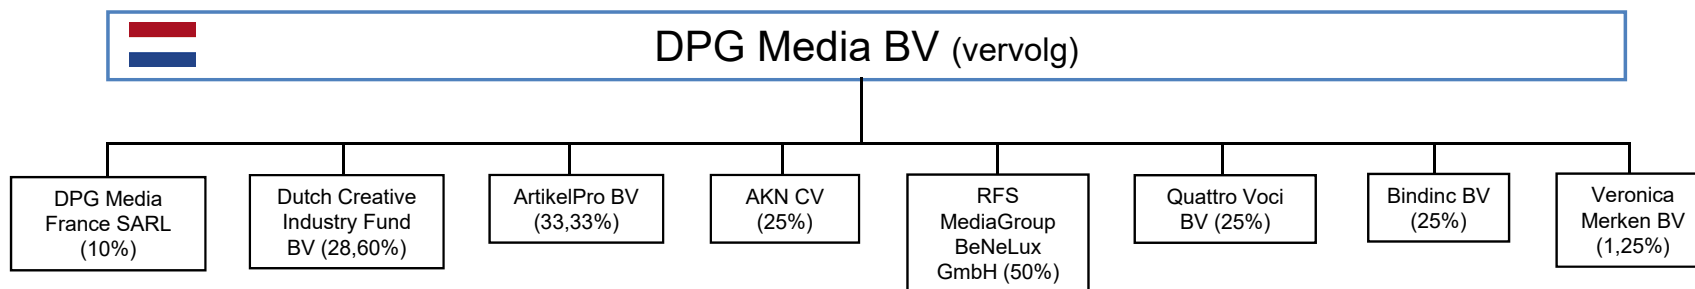 DPG Media BV (vervolg)
DPG Media
France SARL
(10%)
Dutch Creative
Industry Fund
BV (28,60%)
ArtikelPro BV
(33,33%)
AKN CV
(25%)
RFS
MediaGroup
BeNeLux
GmbH (50%)
Quattro Voci
BV (25%)
Bindinc BV
(25%)
Veronica
Merken BV
(1,25%)